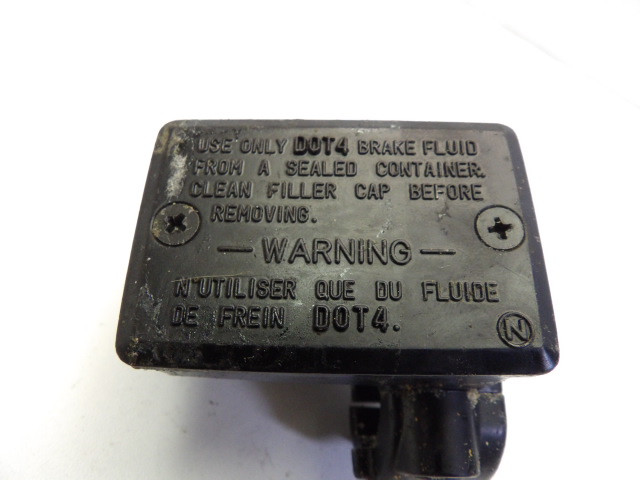 USE ONLY DOT4 BRAKE FLUID
FROM A SEALED CONTAINER.
CLEAN FILLER CAP BEFORE
REMOVING.
— WARNING —
N'UTILISER QUE DU FLUIDE
DE FREIN DOT4.
N